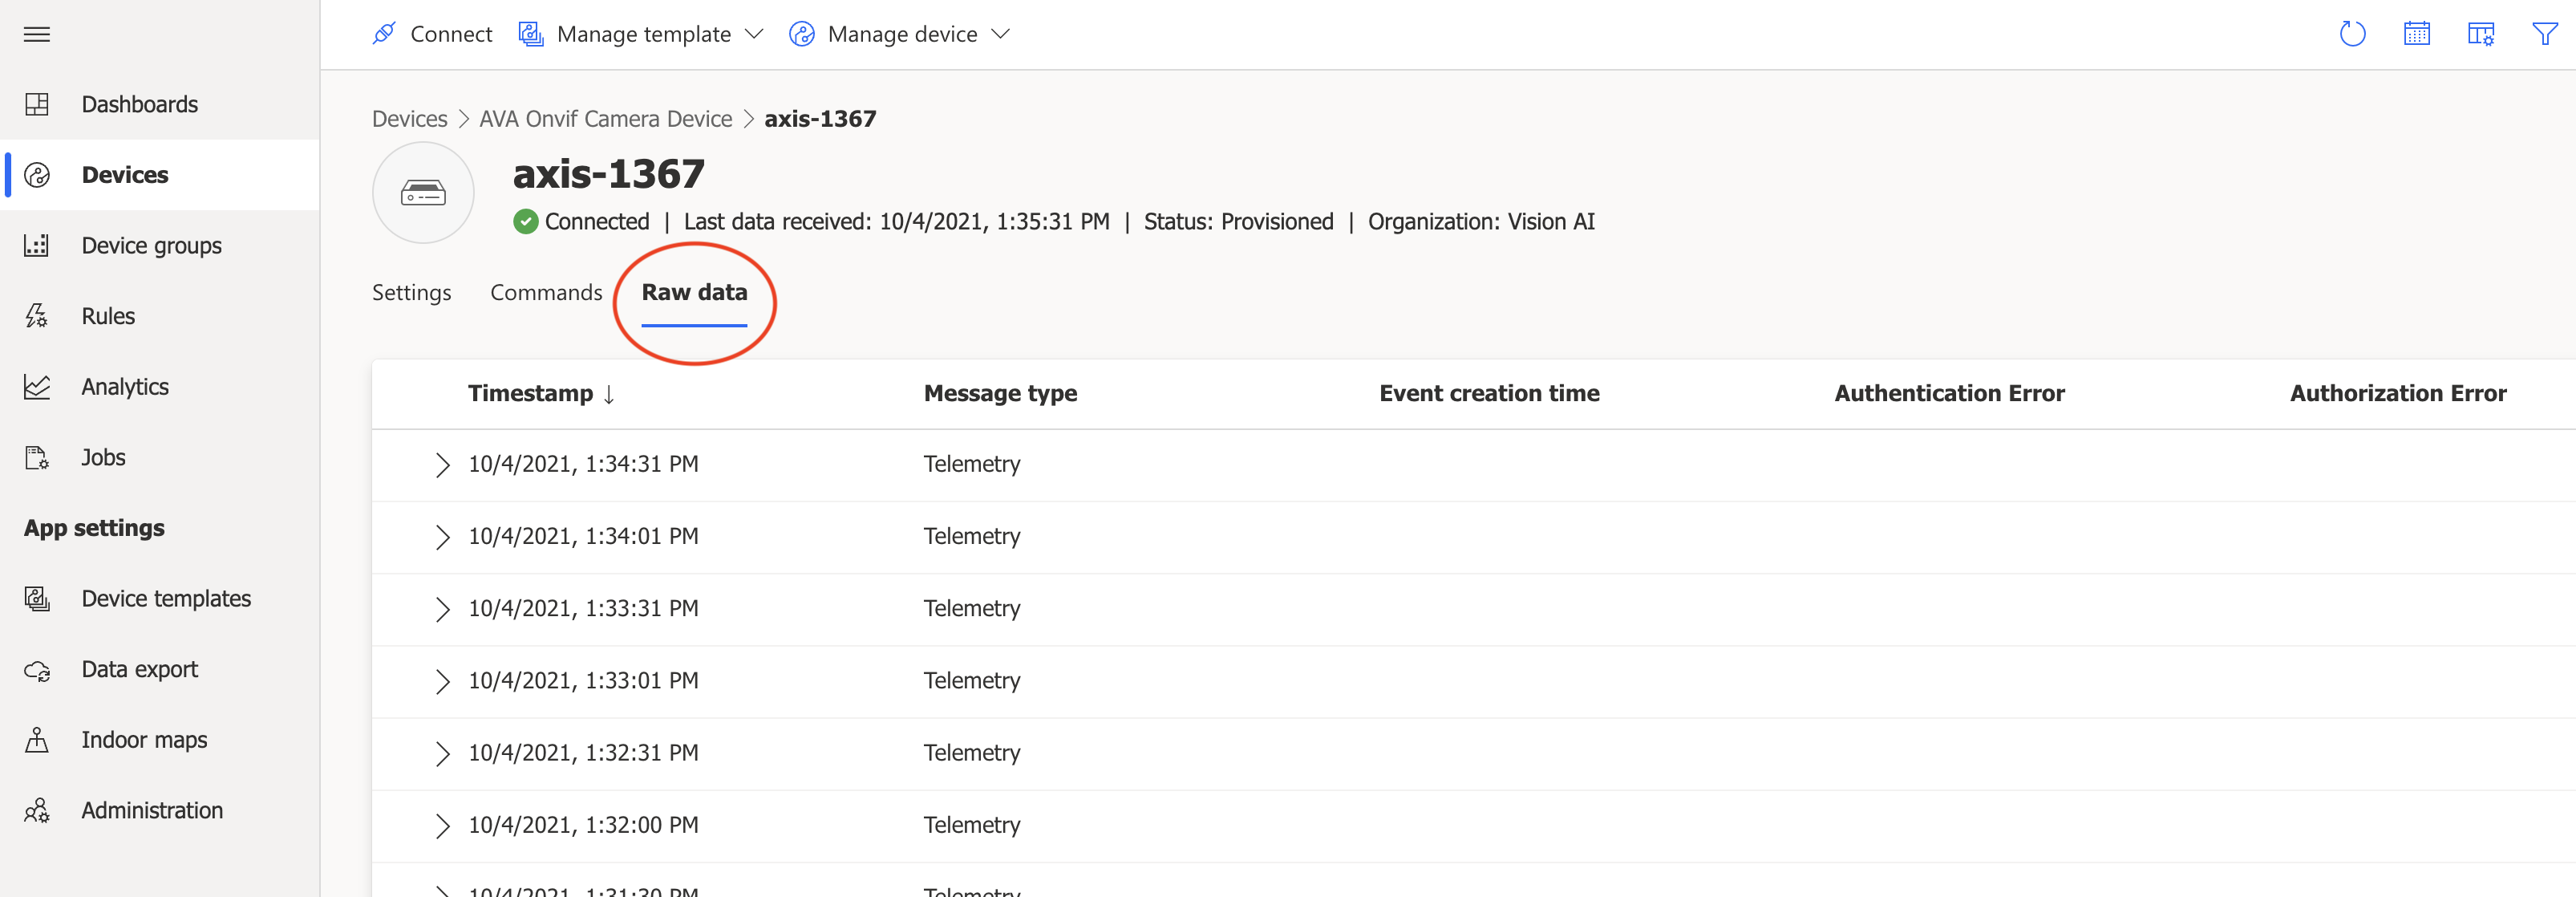 Connect Manage template Manage device
Dashboards
Devices
Device groups
Rules
Analytics
Jobs
App settings
Device templates
Data export
Indoor maps
Administration
Devices > AVA Onvif Camera Device > axis-1367
axis-1367
Connected | Last data received: 10/4/2021, 1:35:31 PM | Status: Provisioned | Organization: Vision AI
Settings Commands Raw data
Timestamp ↓ Message type Event creation time Authentication Error Authorization Error
10/4/2021, 1:34:31 PM Telemetry
10/4/2021, 1:34:01 PM Telemetry
10/4/2021, 1:33:31 PM Telemetry
10/4/2021, 1:33:01 PM Telemetry
10/4/2021, 1:32:31 PM Telemetry
10/4/2021, 1:32:00 PM Telemetry
10/4/2021, 1:31:30 PM Telemetry